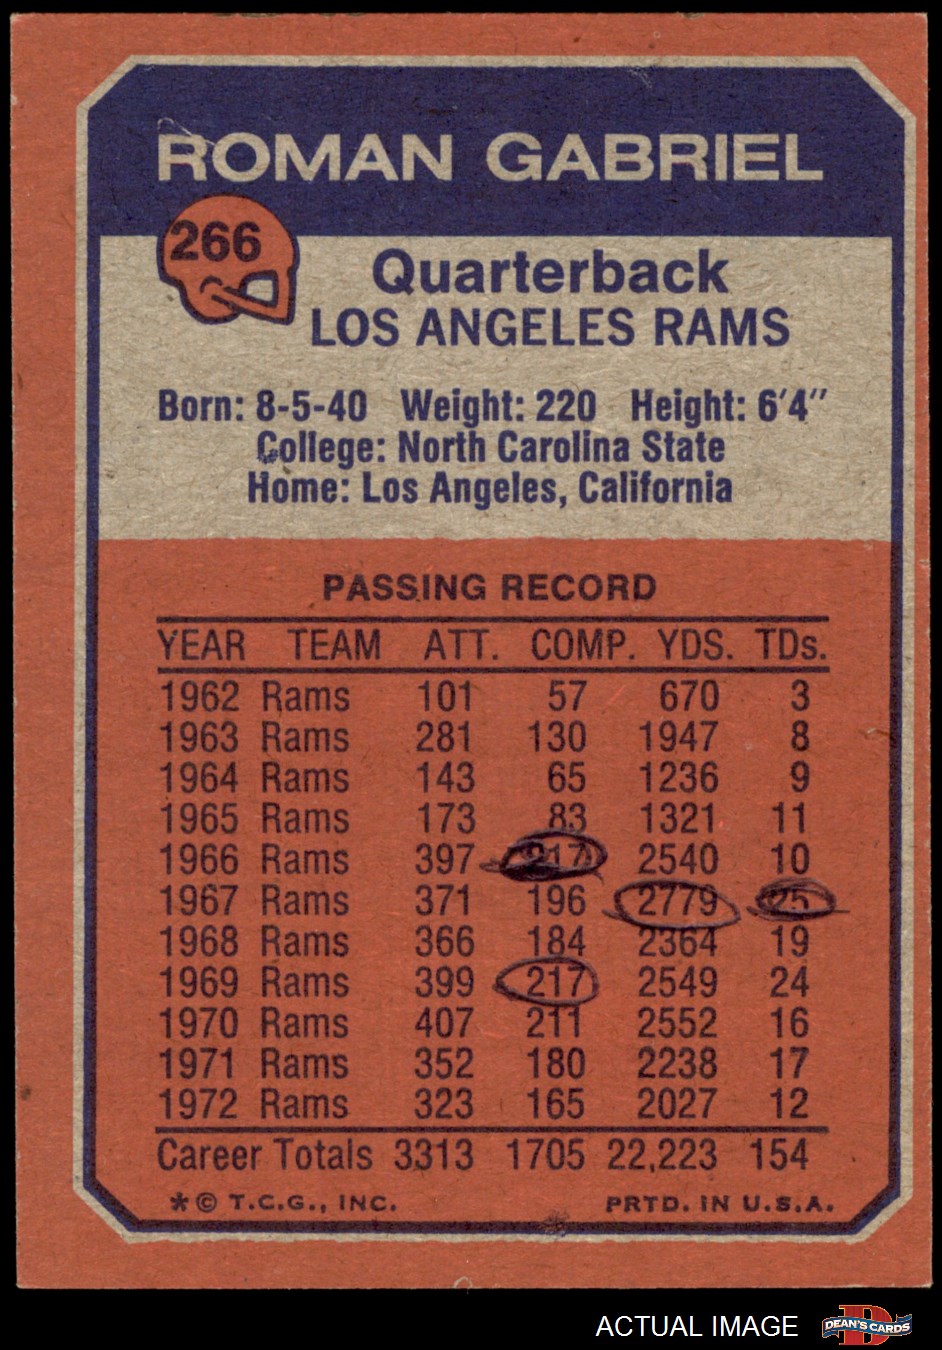 ROMAN GABRIEL
266
Quarterback
LOS ANGELES RAMS
Born: 8-5-40 Weight: 220 Height: 6'4"
College: North Carolina State
Home: Los Angeles, California
PASSING RECORD
YEAR TEAM ATT. COMP. YDS. TDs.
1962 Rams 101 57 670 3
1963 Rams 281 130 1947 8
1964 Rams 143 65 1236 9
1965 Rams 173 83 1321 11
1966 Rams 397 217 2540 10
1967 Rams 371 196 2779 25
1968 Rams 366 184 2364 19
1969 Rams 399 217 2549 24
1970 Rams 407 211 2552 16
1971 Rams 352 180 2238 17
1972 Rams 323 165 2027 12
Career Totals 3313 1705 22,223 154
*© T.C.G., INC. PRTD. IN U.S.A.
ACTUAL IMAGE
D
DEAN'S CARDS